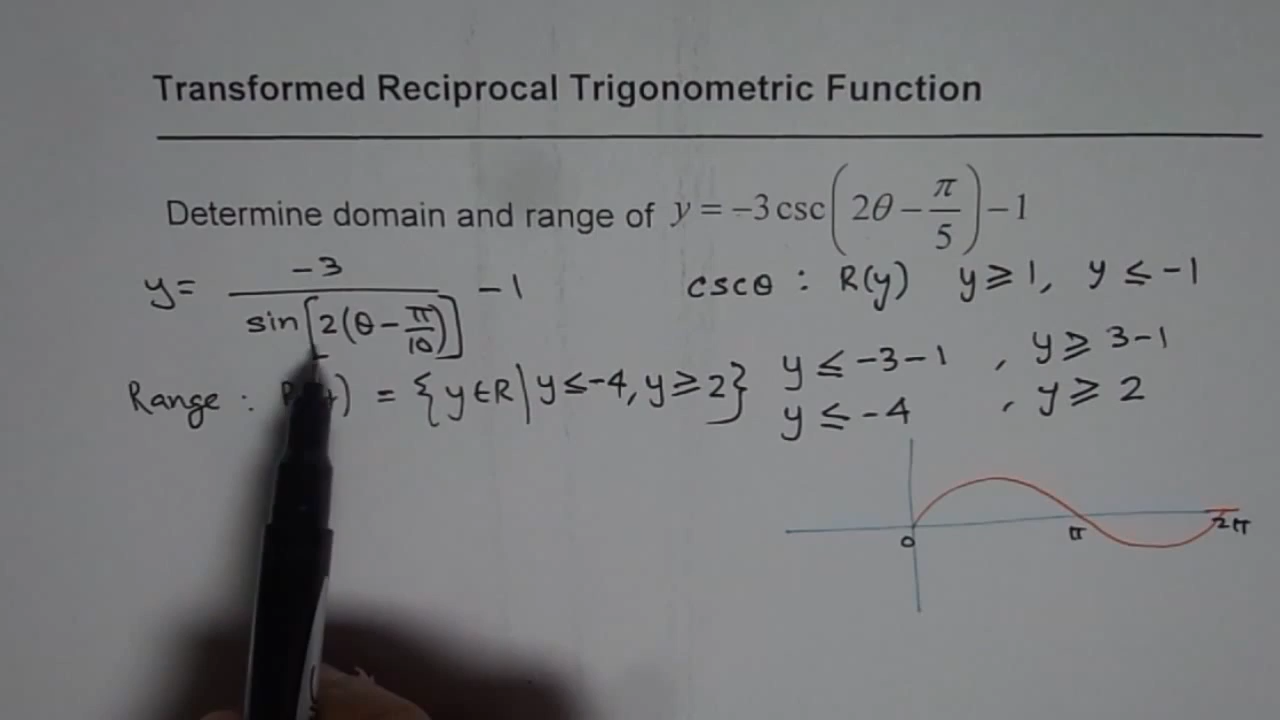 Transformed Reciprocal Trigonometric Function
Determine domain and range of y = -3 csc(2θ - π/5) - 1
y = -3 / sin[2(θ - π/10)] - 1
cscθ : R(y) y ≥ 1, y ≤ -1
y ≤ -3-1 , y ≥ 3-1
Range : = {y ∈ R | y ≤ -4, y ≥ 2}
y ≤ -4 , y ≥ 2
0 π 2π